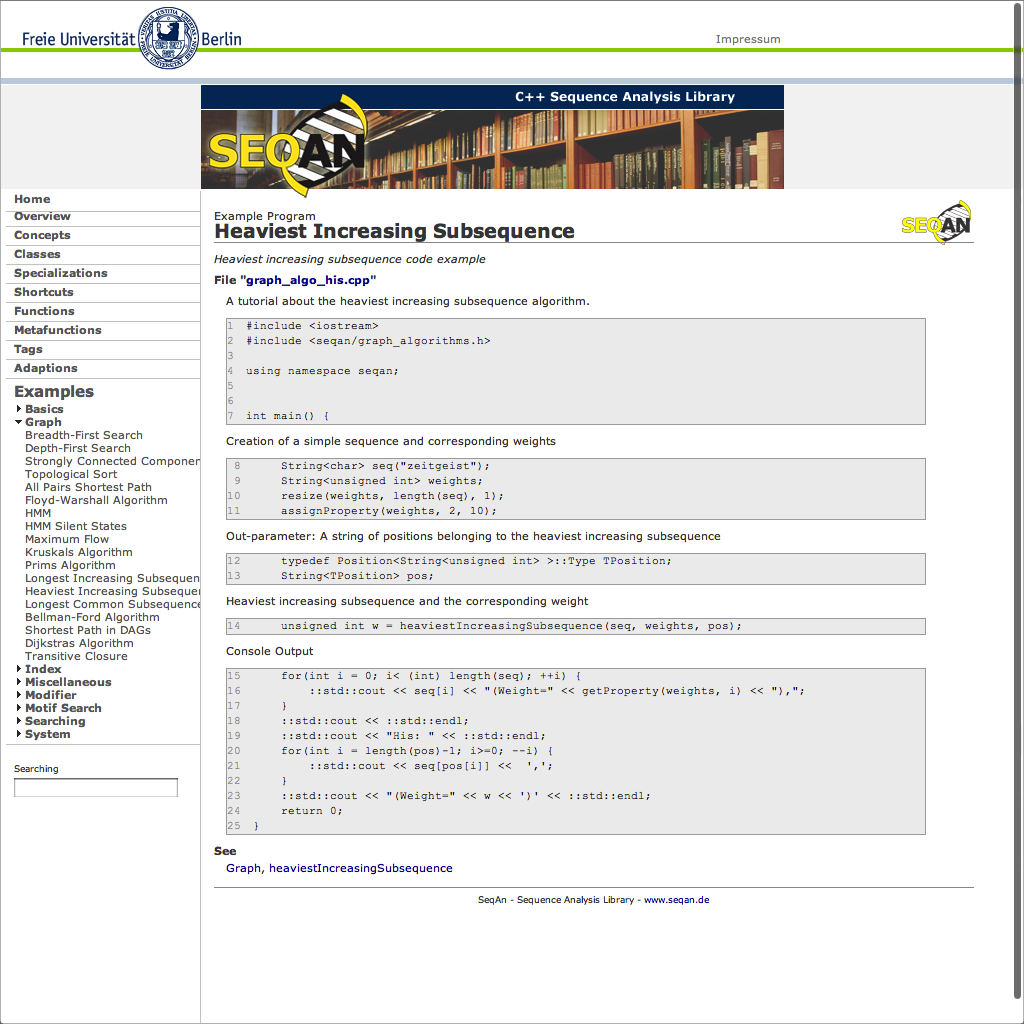 Freie Universität Berlin
Impressum
C++ Sequence Analysis Library
SEQAN
Home
Overview
Concepts
Classes
Specializations
Shortcuts
Functions
Metafunctions
Tags
Adaptions
Examples
Basics
Graph
Breadth-First Search
Depth-First Search
Strongly Connected Componen
Topological Sort
All Pairs Shortest Path
Floyd-Warshall Algorithm
HMM
HMM Silent States
Maximum Flow
Kruskals Algorithm
Prims Algorithm
Longest Increasing Subsequen
Heaviest Increasing Subsequen
Longest Common Subsequence
Bellman-Ford Algorithm
Shortest Path in DAGs
Dijkstras Algorithm
Transitive Closure
Index
Miscellaneous
Modifier
Motif Search
Searching
System
Searching
Example Program
Heaviest Increasing Subsequence
SEQAN
Heaviest increasing subsequence code example
File "graph_algo_his.cpp"
A tutorial about the heaviest increasing subsequence algorithm.
1 #include <iostream>
2 #include <seqan/graph_algorithms.h>
3
4 using namespace seqan;
5
6
7 int main() {
Creation of a simple sequence and corresponding weights
8 String<char> seq("zeitgeist");
9 String<unsigned int> weights;
10 resize(weights, length(seq), 1);
11 assignProperty(weights, 2, 10);
Out-parameter: A string of positions belonging to the heaviest increasing subsequence
12 typedef Position<String<unsigned int> >::Type TPosition;
13 String<TPosition> pos;
Heaviest increasing subsequence and the corresponding weight
14 unsigned int w = heaviestIncreasingSubsequence(seq, weights, pos);
Console Output
15 for(int i = 0; i< (int) length(seq); ++i) {
16 ::std::cout << seq[i] << "(Weight=" << getProperty(weights, i) << "),";
17 }
18 ::std::cout << ::std::endl;
19 ::std::cout << "His: " << ::std::endl;
20 for(int i = length(pos)-1; i>=0; --i) {
21 ::std::cout << seq[pos[i]] << ',';
22 }
23 ::std::cout << "(Weight=" << w << ')' << ::std::endl;
24 return 0;
25 }
See
Graph, heaviestIncreasingSubsequence
SeqAn - Sequence Analysis Library - www.seqan.de